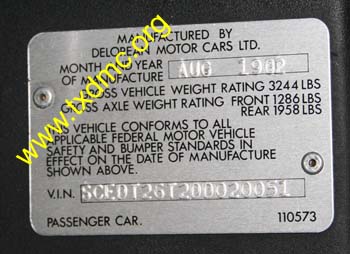 MANUFACTURED BY
DELOREAN MOTOR CARS LTD.
MONTH AND YEAR
OF MANUFACTURE AUG 1982
GROSS VEHICLE WEIGHT RATING 3244 LBS
GROSS AXLE WEIGHT RATING FRONT 1286 LBS
REAR 1958 LBS
THIS VEHICLE CONFORMS TO ALL
APPLICABLE FEDERAL MOTOR VEHICLE
SAFETY AND BUMPER STANDARDS IN
EFFECT ON THE DATE OF MANUFACTURE
SHOWN ABOVE.
V.I.N. SCEDT26T2CD020051
PASSENGER CAR. 110573
www.txdmc.org